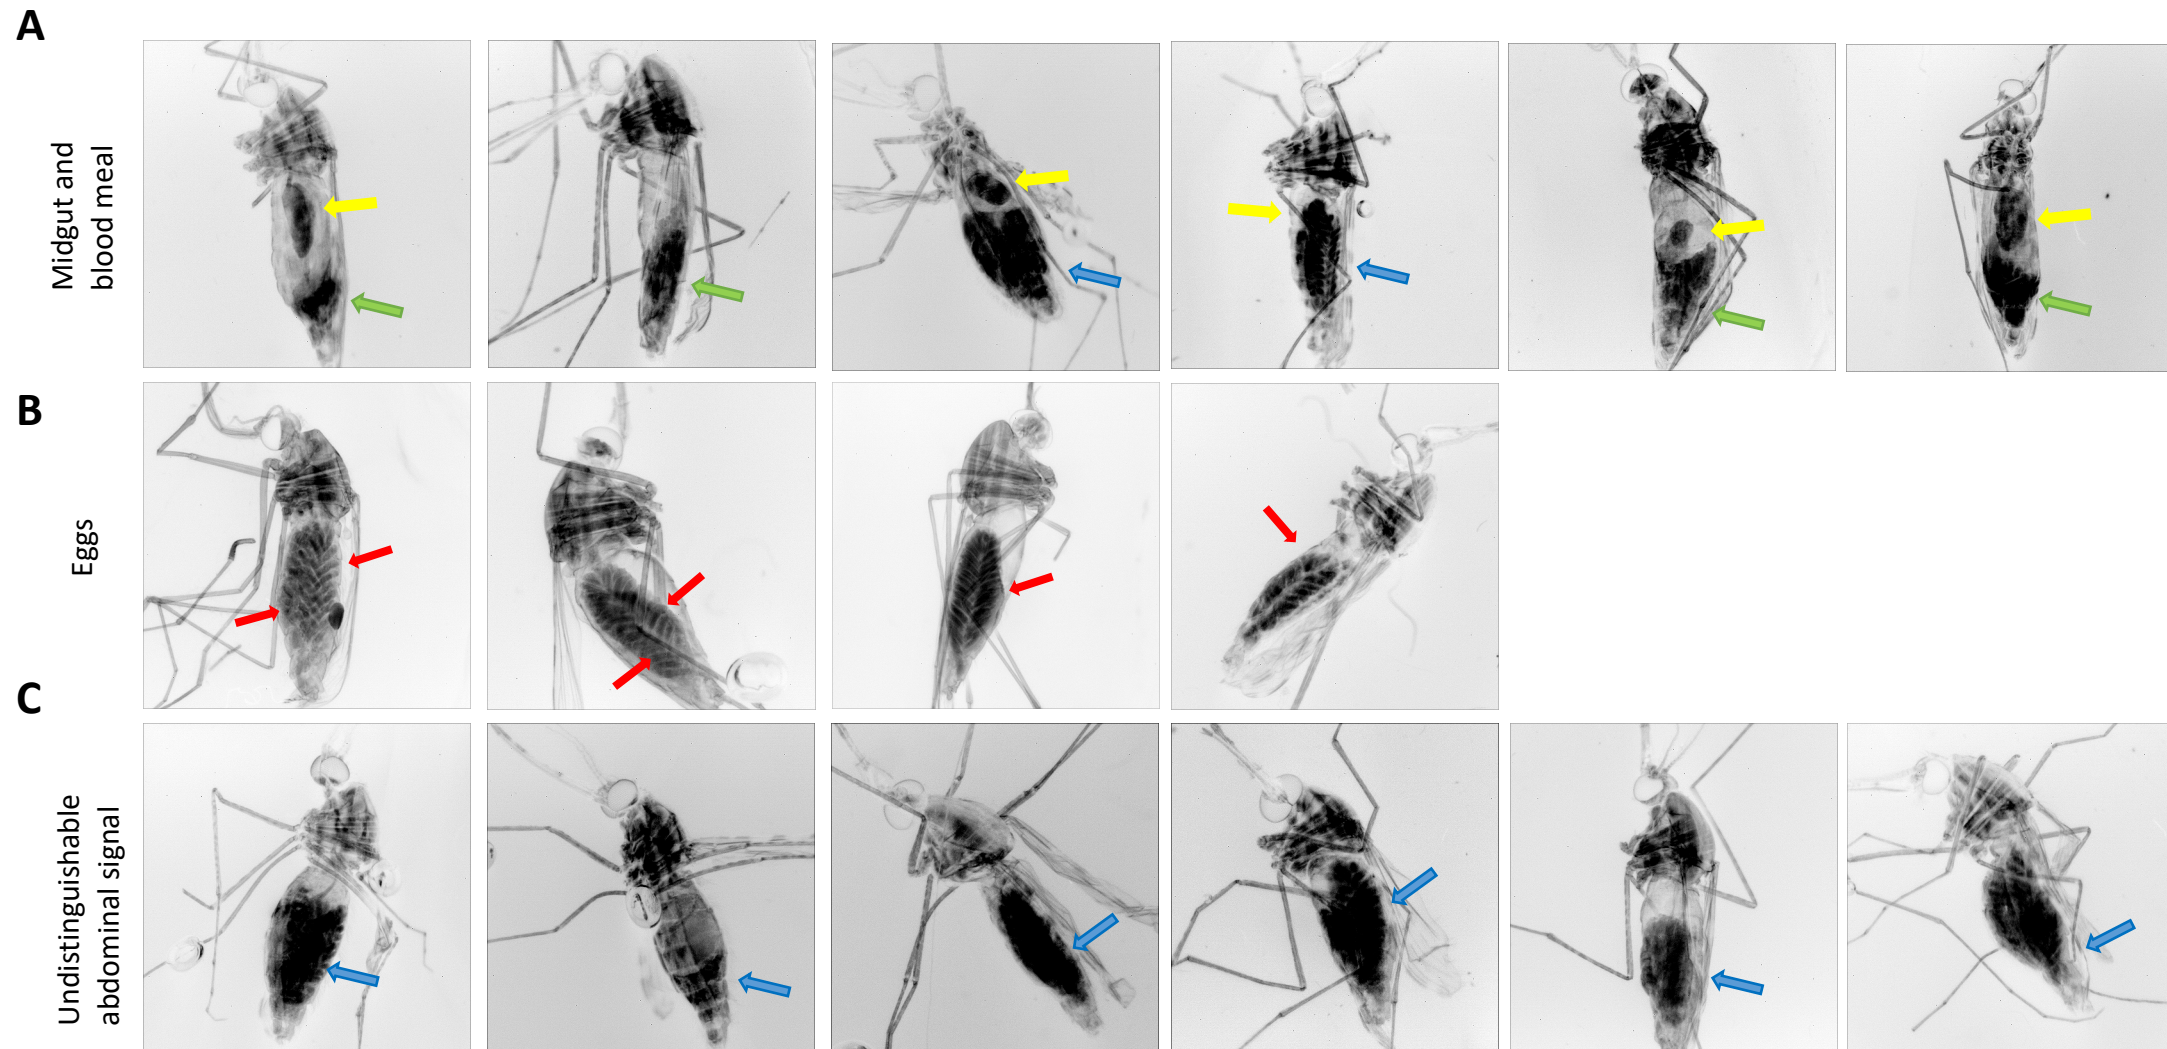 A
Midgut and
blood meal
B
Eggs
C
Undistinguishable
abdominal signal